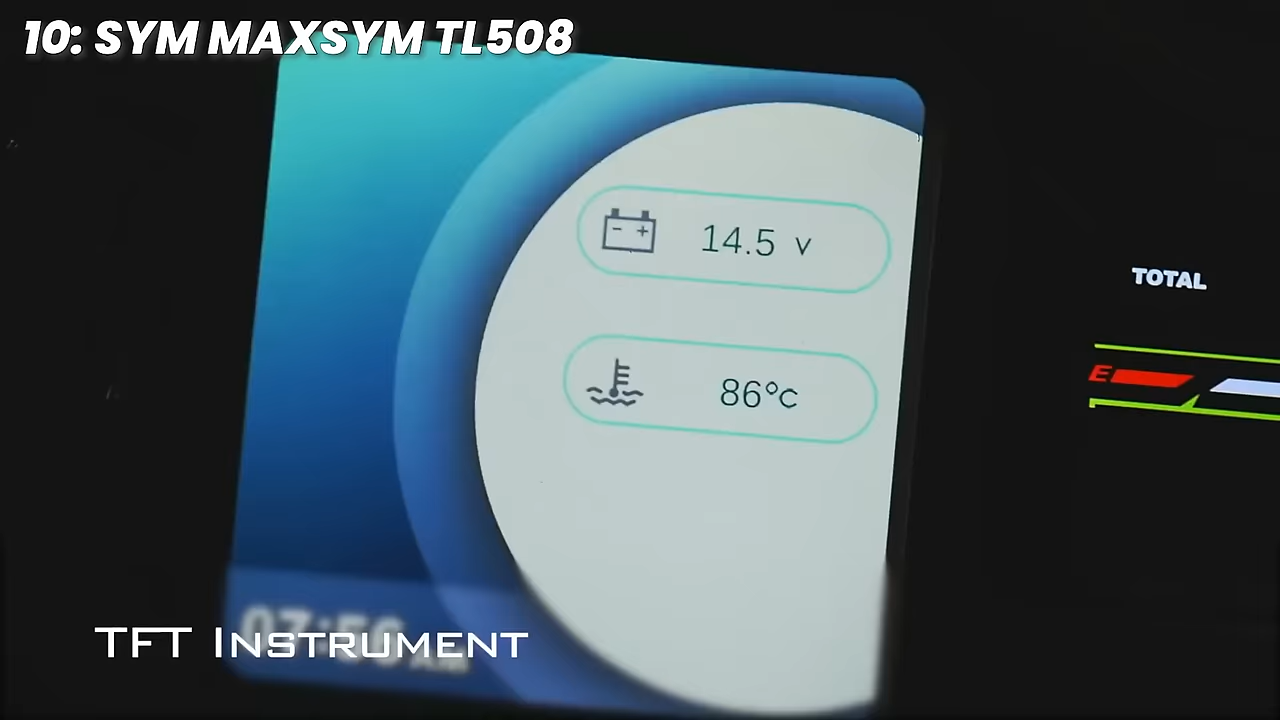 10: SYM MAXSYM TL508
14.5 V
TOTAL
E
86°c
TFT INSTRUMENT